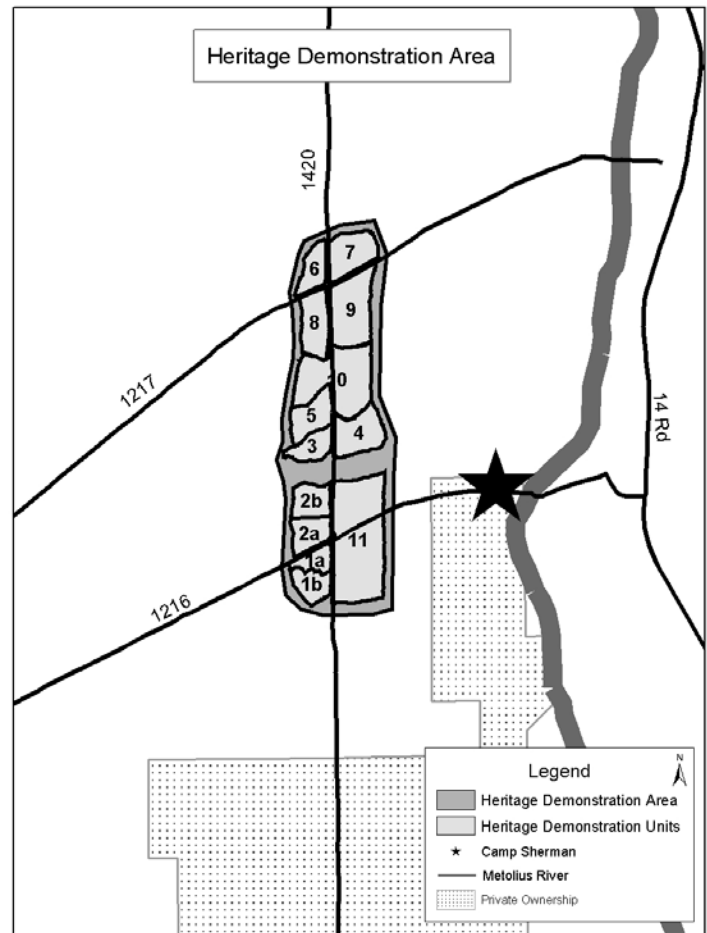 Heritage Demonstration Area
1420
7
6
9
8
1217
0
5
4
3
14 Rd
2b
2a
11
1a
1b
1216
N
Legend
Heritage Demonstration Area
Heritage Demonstration Units
Camp Sherman
Metolius River
Private Ownership